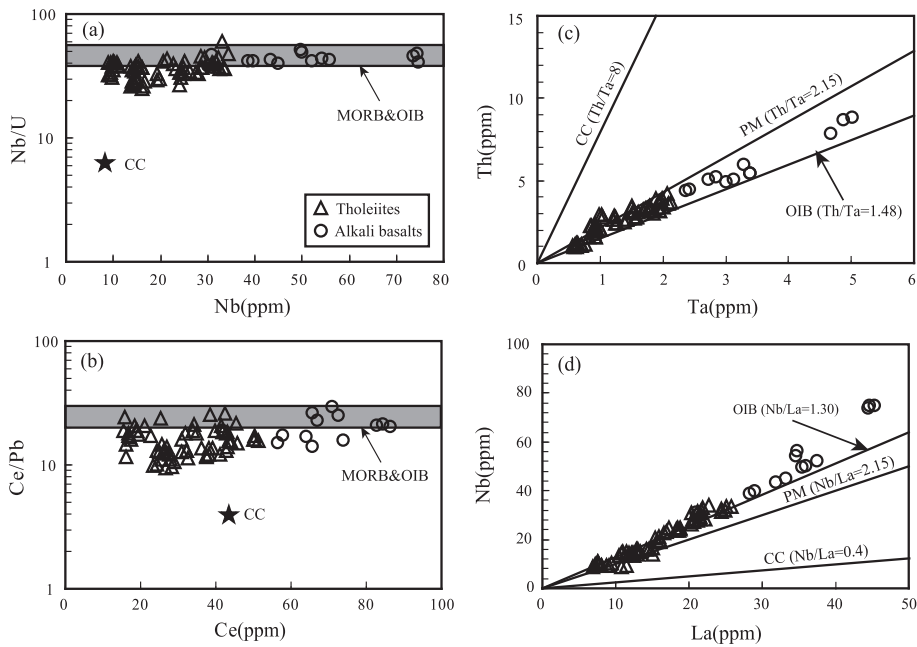 (a)
100
10
1
Nb/U
MORB&OIB
CC
Tholeiites
Alkali basalts
0 10 20 30 40 50 60 70 80
Nb(ppm)
(c)
15
10
5
0
Th(ppm)
CC (Th/Ta=8)
PM (Th/Ta=2.15)
OIB (Th/Ta=1.48)
0 1 2 3 4 5 6
Ta(ppm)
(b)
100
10
1
Ce/Pb
MORB&OIB
CC
0 20 40 60 80 100
Ce(ppm)
(d)
100
80
60
40
20
0
Nb(ppm)
OIB (Nb/La=1.30)
PM (Nb/La=2.15)
CC (Nb/La=0.4)
0 10 20 30 40 50
La(ppm)